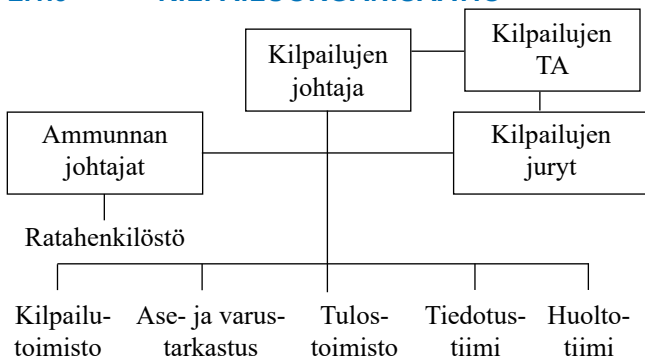 Kilpailujen
johtaja
Kilpailujen
TA
Ammunnan
johtajat
Kilpailujen
juryt
Ratahenkilöstö
Kilpailu-
toimisto
Ase- ja varus-
tarkastus
Tulos-
toimisto
Tiedotus-
tiimi
Huolto-
tiimi